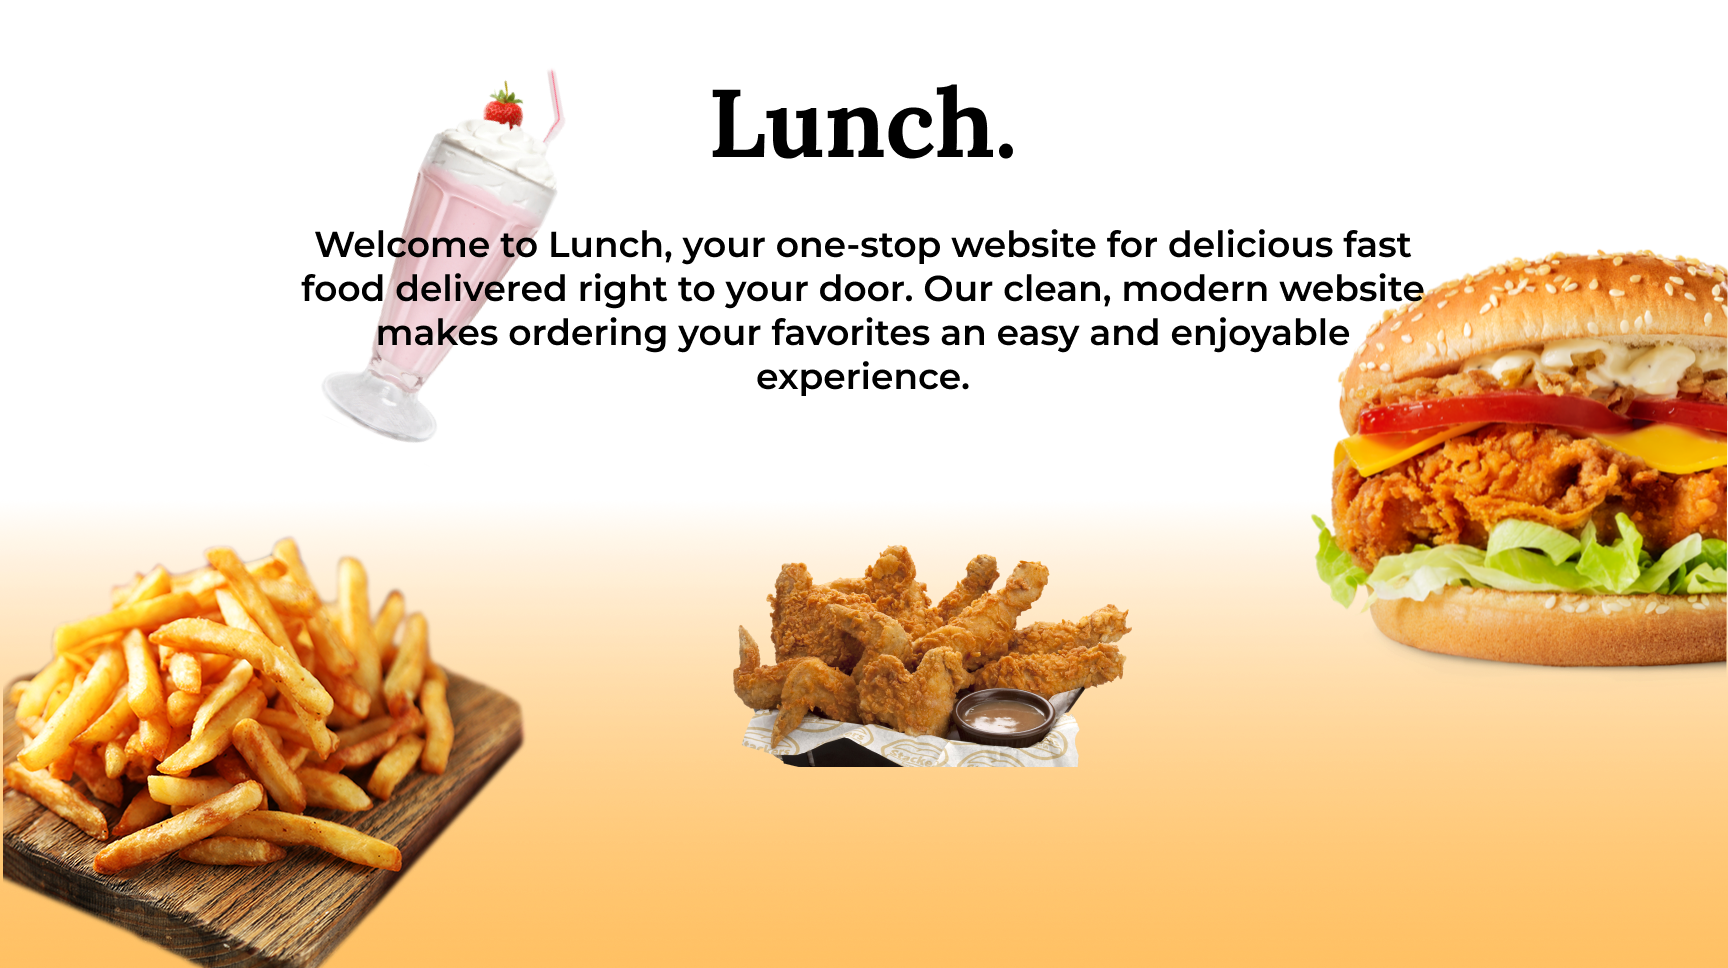 Lunch.
Welcome to Lunch, your one-stop website for delicious fast
food delivered right to your door. Our clean, modern website
makes ordering your favorites an easy and enjoyable
experience.